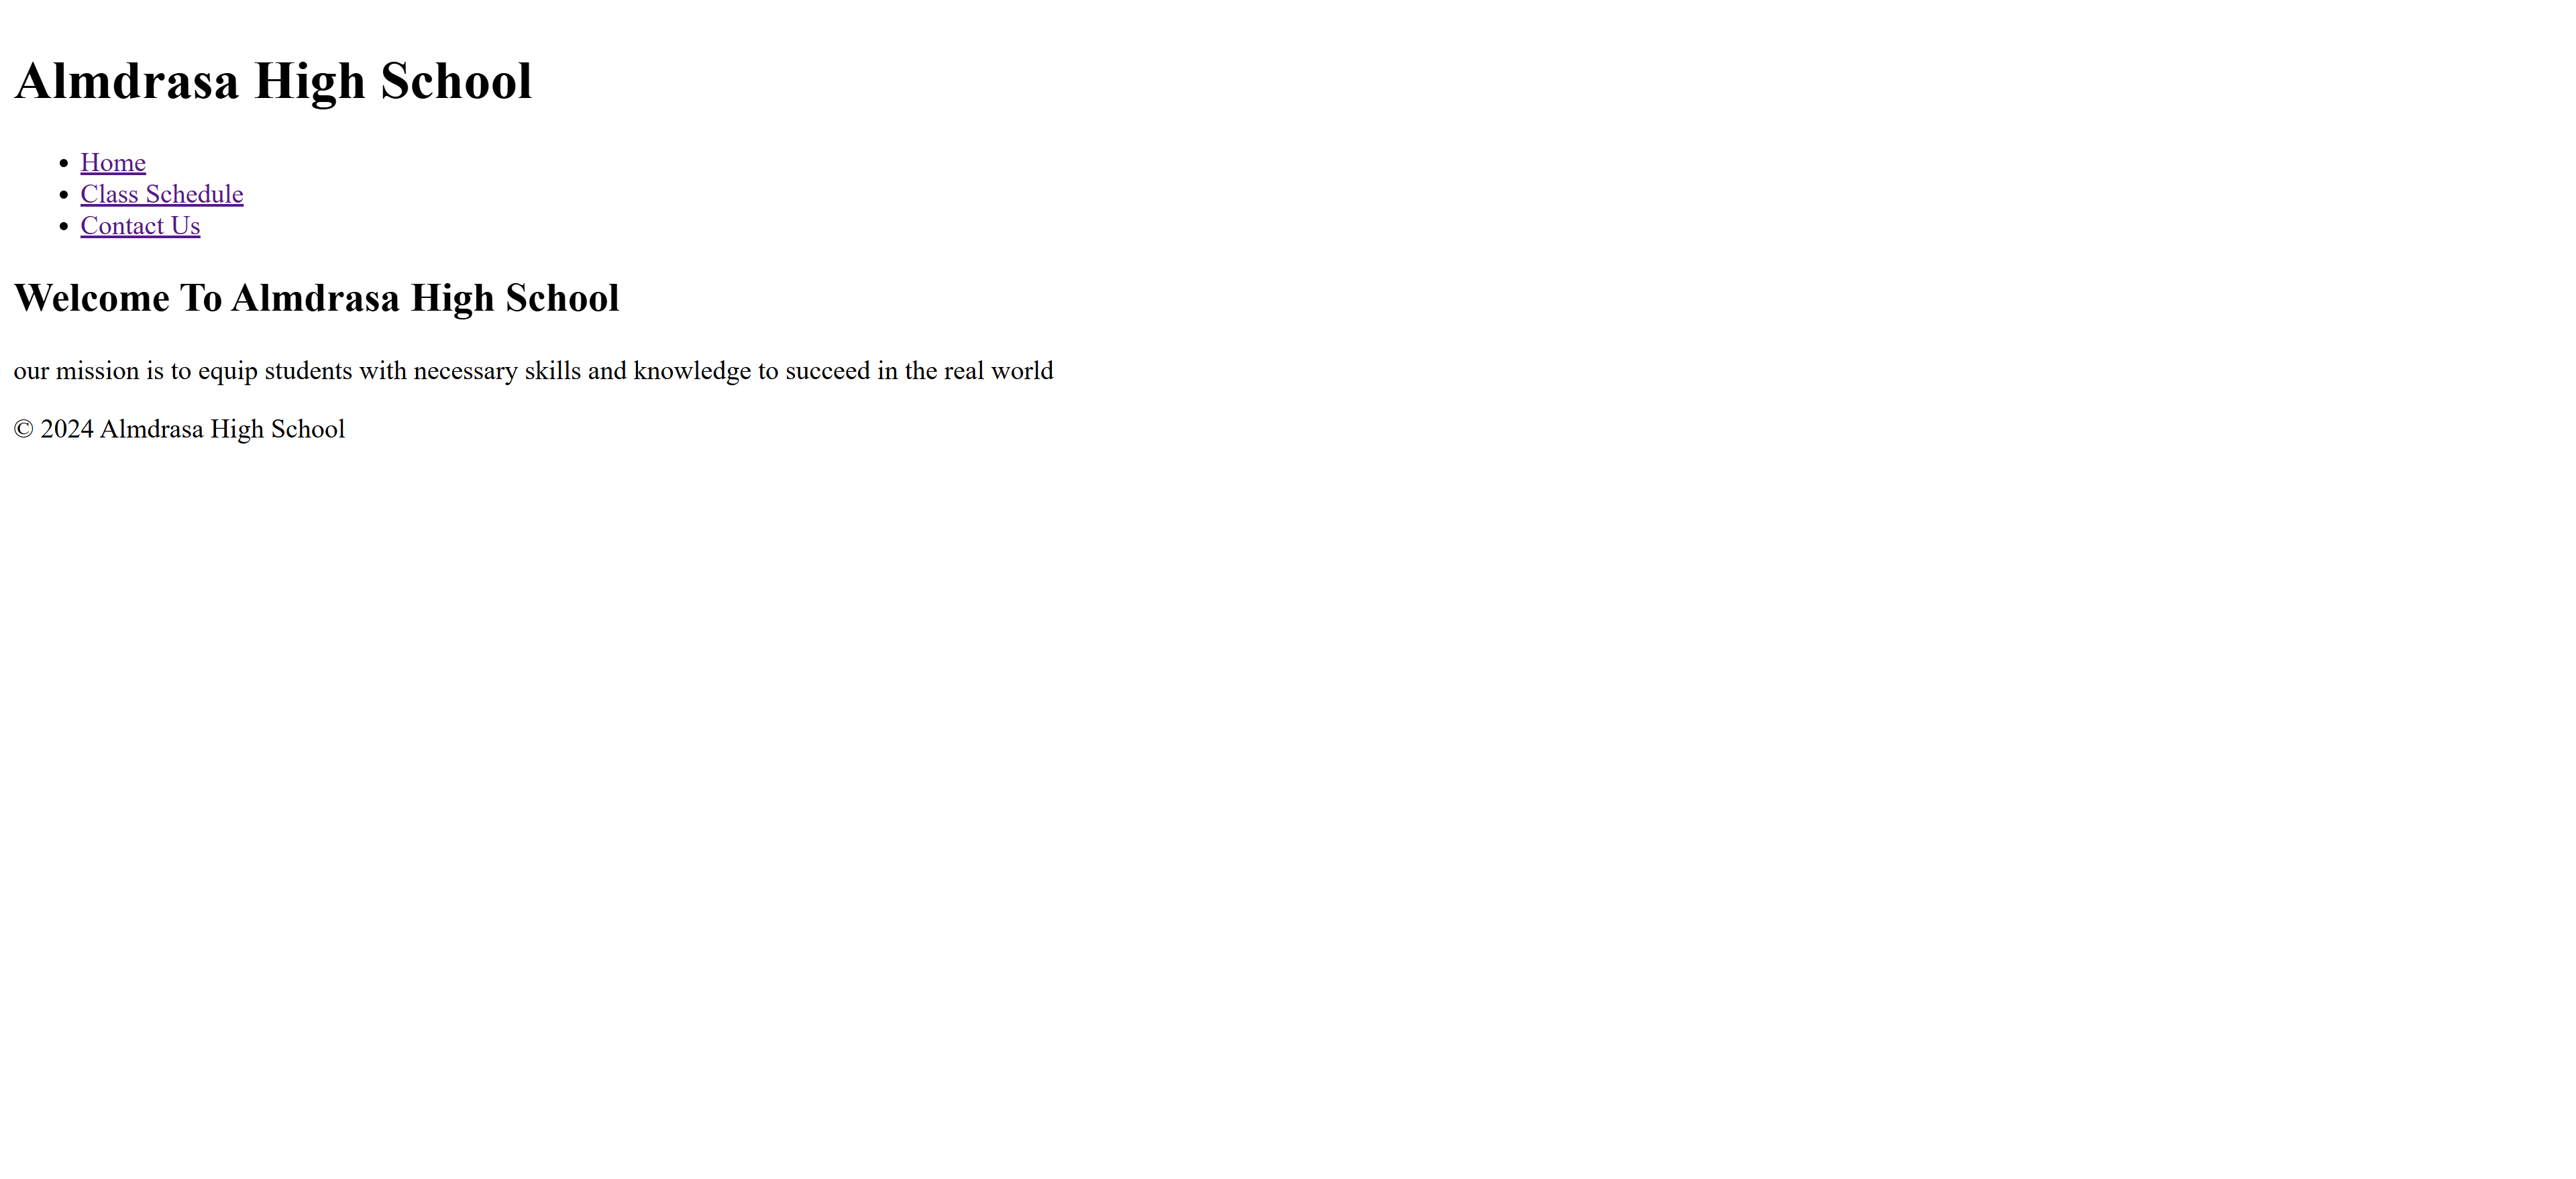 Almdrasa High School
Home
Class Schedule
Contact Us
Welcome To Almdrasa High School
our mission is to equip students with necessary skills and knowledge to succeed in the real world
© 2024 Almdrasa High School